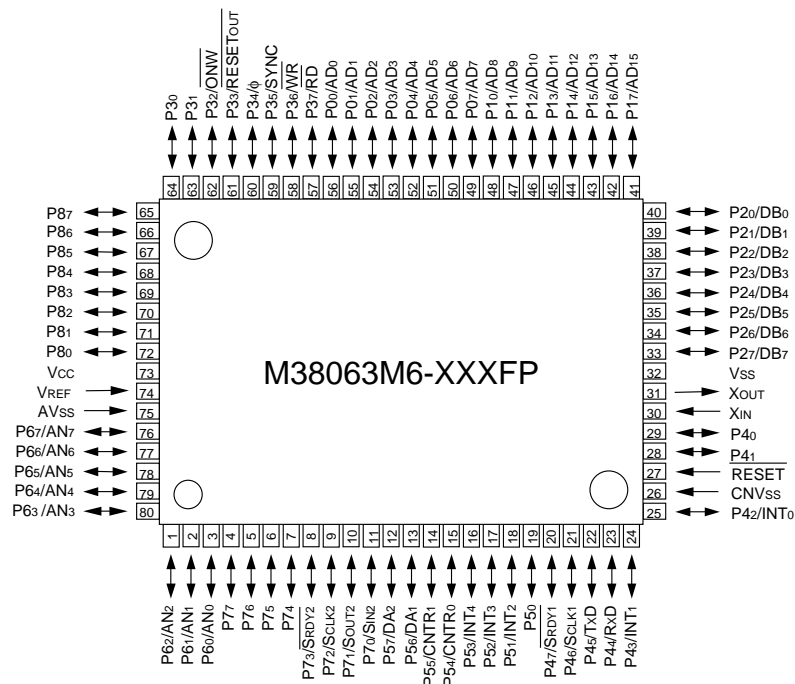 P30
P31
P32/ONW
P33/RESETOUT
P34/φ
P35/SYNC
P36/WR
P37/RD
P00/AD0
P01/AD1
P02/AD2
P03/AD3
P04/AD4
P05/AD5
P06/AD6
P07/AD7
P10/AD8
P11/AD9
P12/AD10
P13/AD11
P14/AD12
P15/AD13
P16/AD14
P17/AD15
64 63 62 61 60 59 58 57 56 55 54 53 52 51 50 49 48 47 46 45 44 43 42 41
P87 65
P86 66
P85 67
P84 68
P83 69
P82 70
P81 71
P80 72
VCC 73
VREF 74
AVSS 75
P67/AN7 76
P66/AN6 77
P65/AN5 78
P64/AN4 79
P63/AN3 80
M38063M6-XXXFP
40 P20/DB0
39 P21/DB1
38 P22/DB2
37 P23/DB3
36 P24/DB4
35 P25/DB5
34 P26/DB6
33 P27/DB7
32 VSS
31 XOUT
30 XIN
29 P40
28 P41
27 RESET
26 CNVSS
25 P42/INT0
1 2 3 4 5 6 7 8 9 10 11 12 13 14 15 16 17 18 19 20 21 22 23 24
P62/AN2
P61/AN1
P60/AN0
P77
P76
P75
P74
P73/SRDY2
P72/SCLK2
P71/SOUT2
P70/SIN2
P57/DA2
P56/DA1
P55/CNTR1
P54/CNTR0
P53/INT4
P52/INT3
P51/INT2
P50
P47/SRDY1
P46/SCLK1
P45/TxD
P44/RxD
P43/INT1